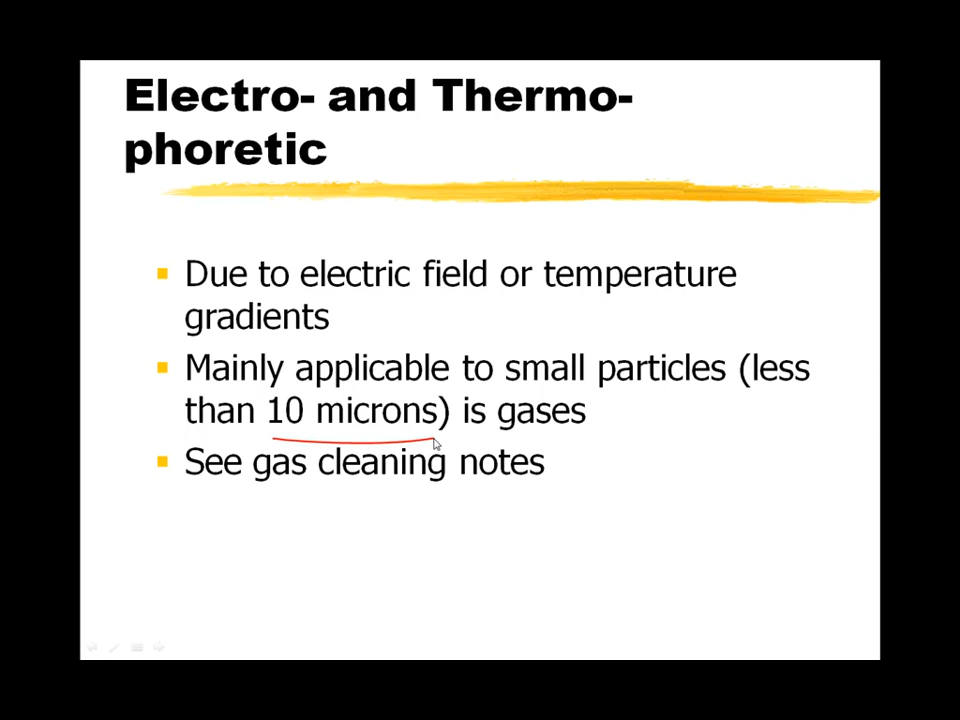 Electro- and Thermo-
phoretic
Due to electric field or temperature
gradients
Mainly applicable to small particles (less
than 10 microns) is gases
See gas cleaning notes